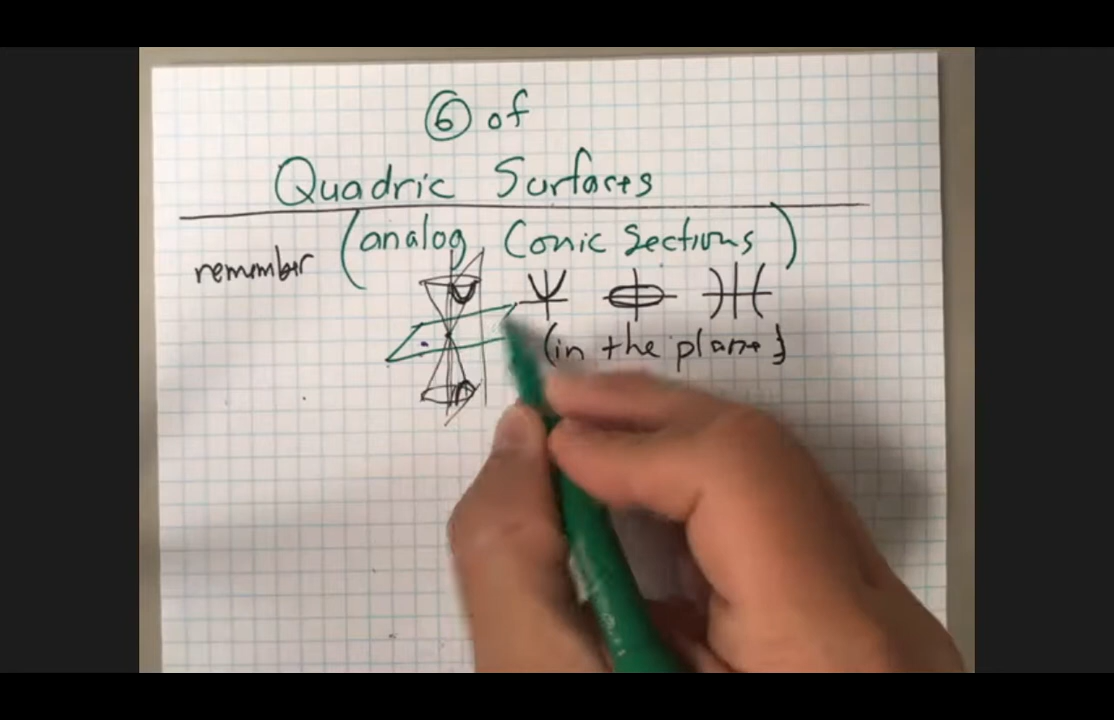 6 of
Quadric Surfaces
(analog, Conic Sections)
remember
(in the plane)